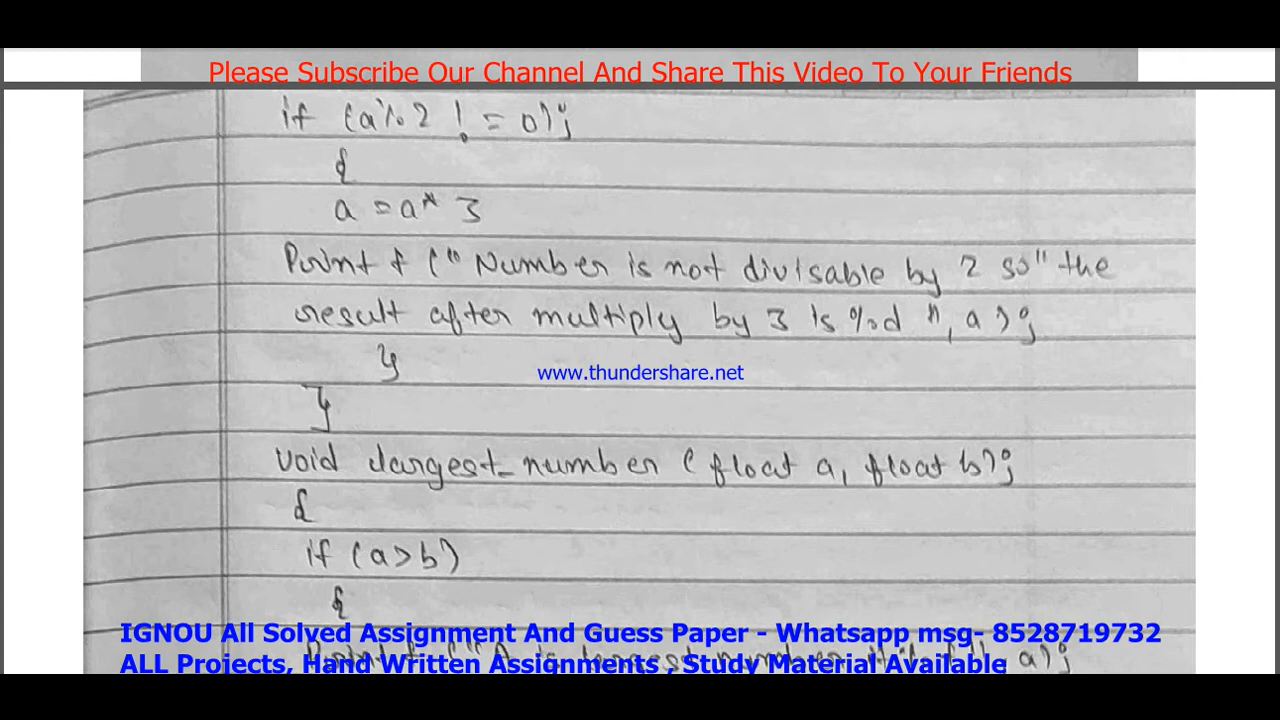 Please Subscribe Our Channel And Share This Video To Your Friends
if (a%2 != 0);
{
a = a* 3
Print f (" Number is not divisable by 2 so" the
result after multiply by 3 is %d ", a);
}
www.thundershare.net
}
void largest_number (float a, float b);
{
if (a>b)
{
IGNOU All Solved Assignment And Guess Paper - Whatsapp msg- 8528719732
ALL Projects, Hand Written Assignments , Study Material Available
a);